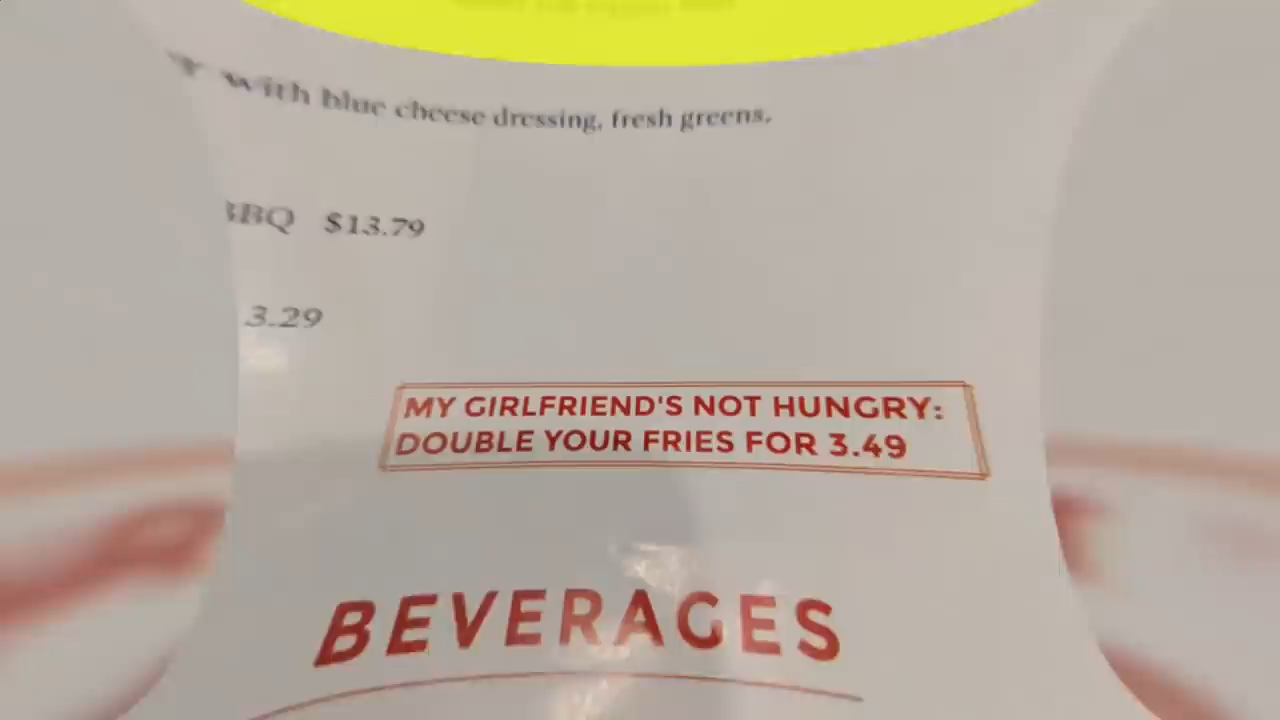 with blue cheese dressing, fresh greens,
BBQ $13.79
3.29
MY GIRLFRIEND'S NOT HUNGRY:
DOUBLE YOUR FRIES FOR 3.49
BEVERAGES